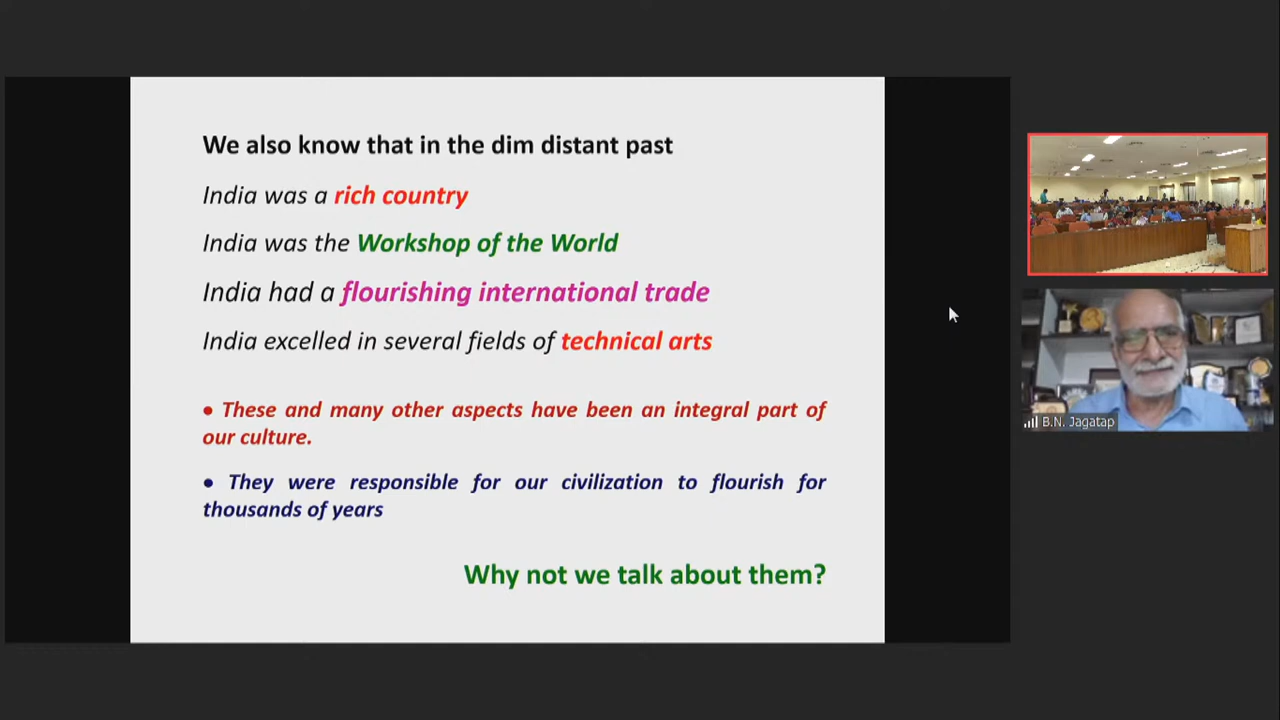 We also know that in the dim distant past
India was a rich country
India was the Workshop of the World
India had a flourishing international trade
India excelled in several fields of technical arts
• These and many other aspects have been an integral part of
our culture.
• They were responsible for our civilization to flourish for
thousands of years
Why not we talk about them?
B.N. Jagatap